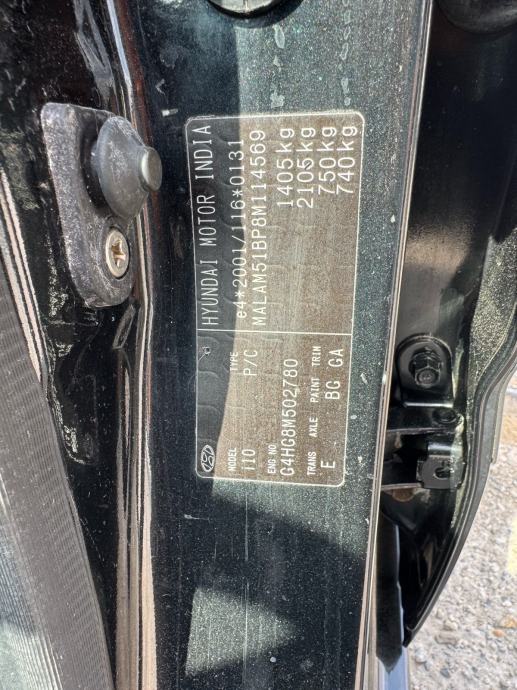 HYUNDAI MOTOR INDIA
e4*2001/116*0131
MALAM51BP8M114569
1405kg
2105kg
750kg
740kg
MODEL TYPE
i10 P/C
ENG NO
G4HG8M502780
TRANS AXLE PAINT TRIM
E BG GA